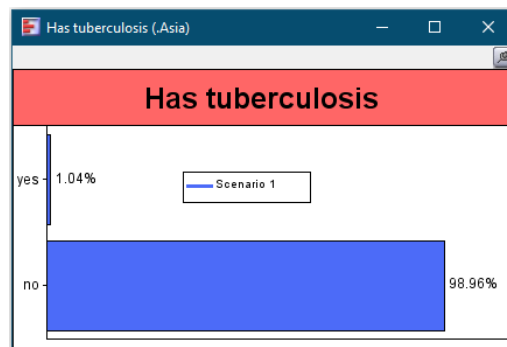 Has tuberculosis (.Asia)
Has tuberculosis
yes
1.04%
Scenario 1
no
98.96%